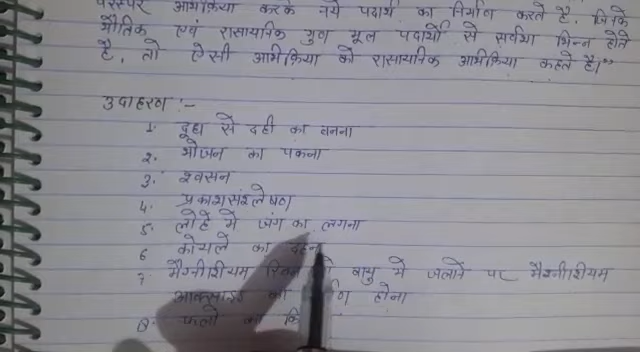 परस्पर अभिक्रिया करके नये पदार्थ का निर्माण करते है, जिनके
भौतिक एवं रासायनिक गुण मूल पदार्थो से सर्वथा भिन्न होते
है, तो ऐसी अभिक्रिया को रासायनिक अभिक्रिया कहते है।"
उदाहरण :-
1. दूध से दही का बनना
2. भोजन का पकना
3. श्वसन
4. प्रकाशसंश्लेषण
5. लोहे में जंग का लगना
6 कोयले का दहन
7. मैग्नीशियम को वायु में जलाने पर मैग्नीशियम
आक्साइड का होना
8. फलो का